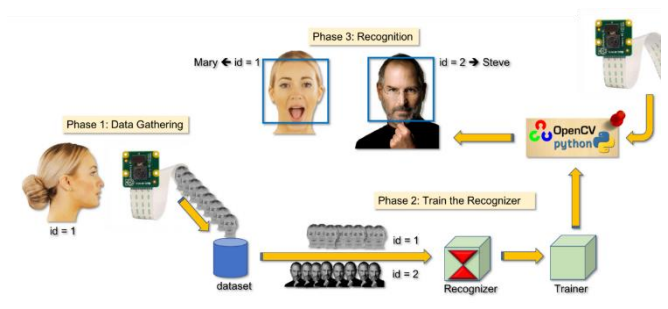 Phase 3: Recognition
Mary ← id = 1
id = 2 → Steve
Phase 1: Data Gathering
OpenCV
python
Phase 2: Train the Recognizer
id = 1
id = 1
id = 2
dataset
Recognizer
Trainer